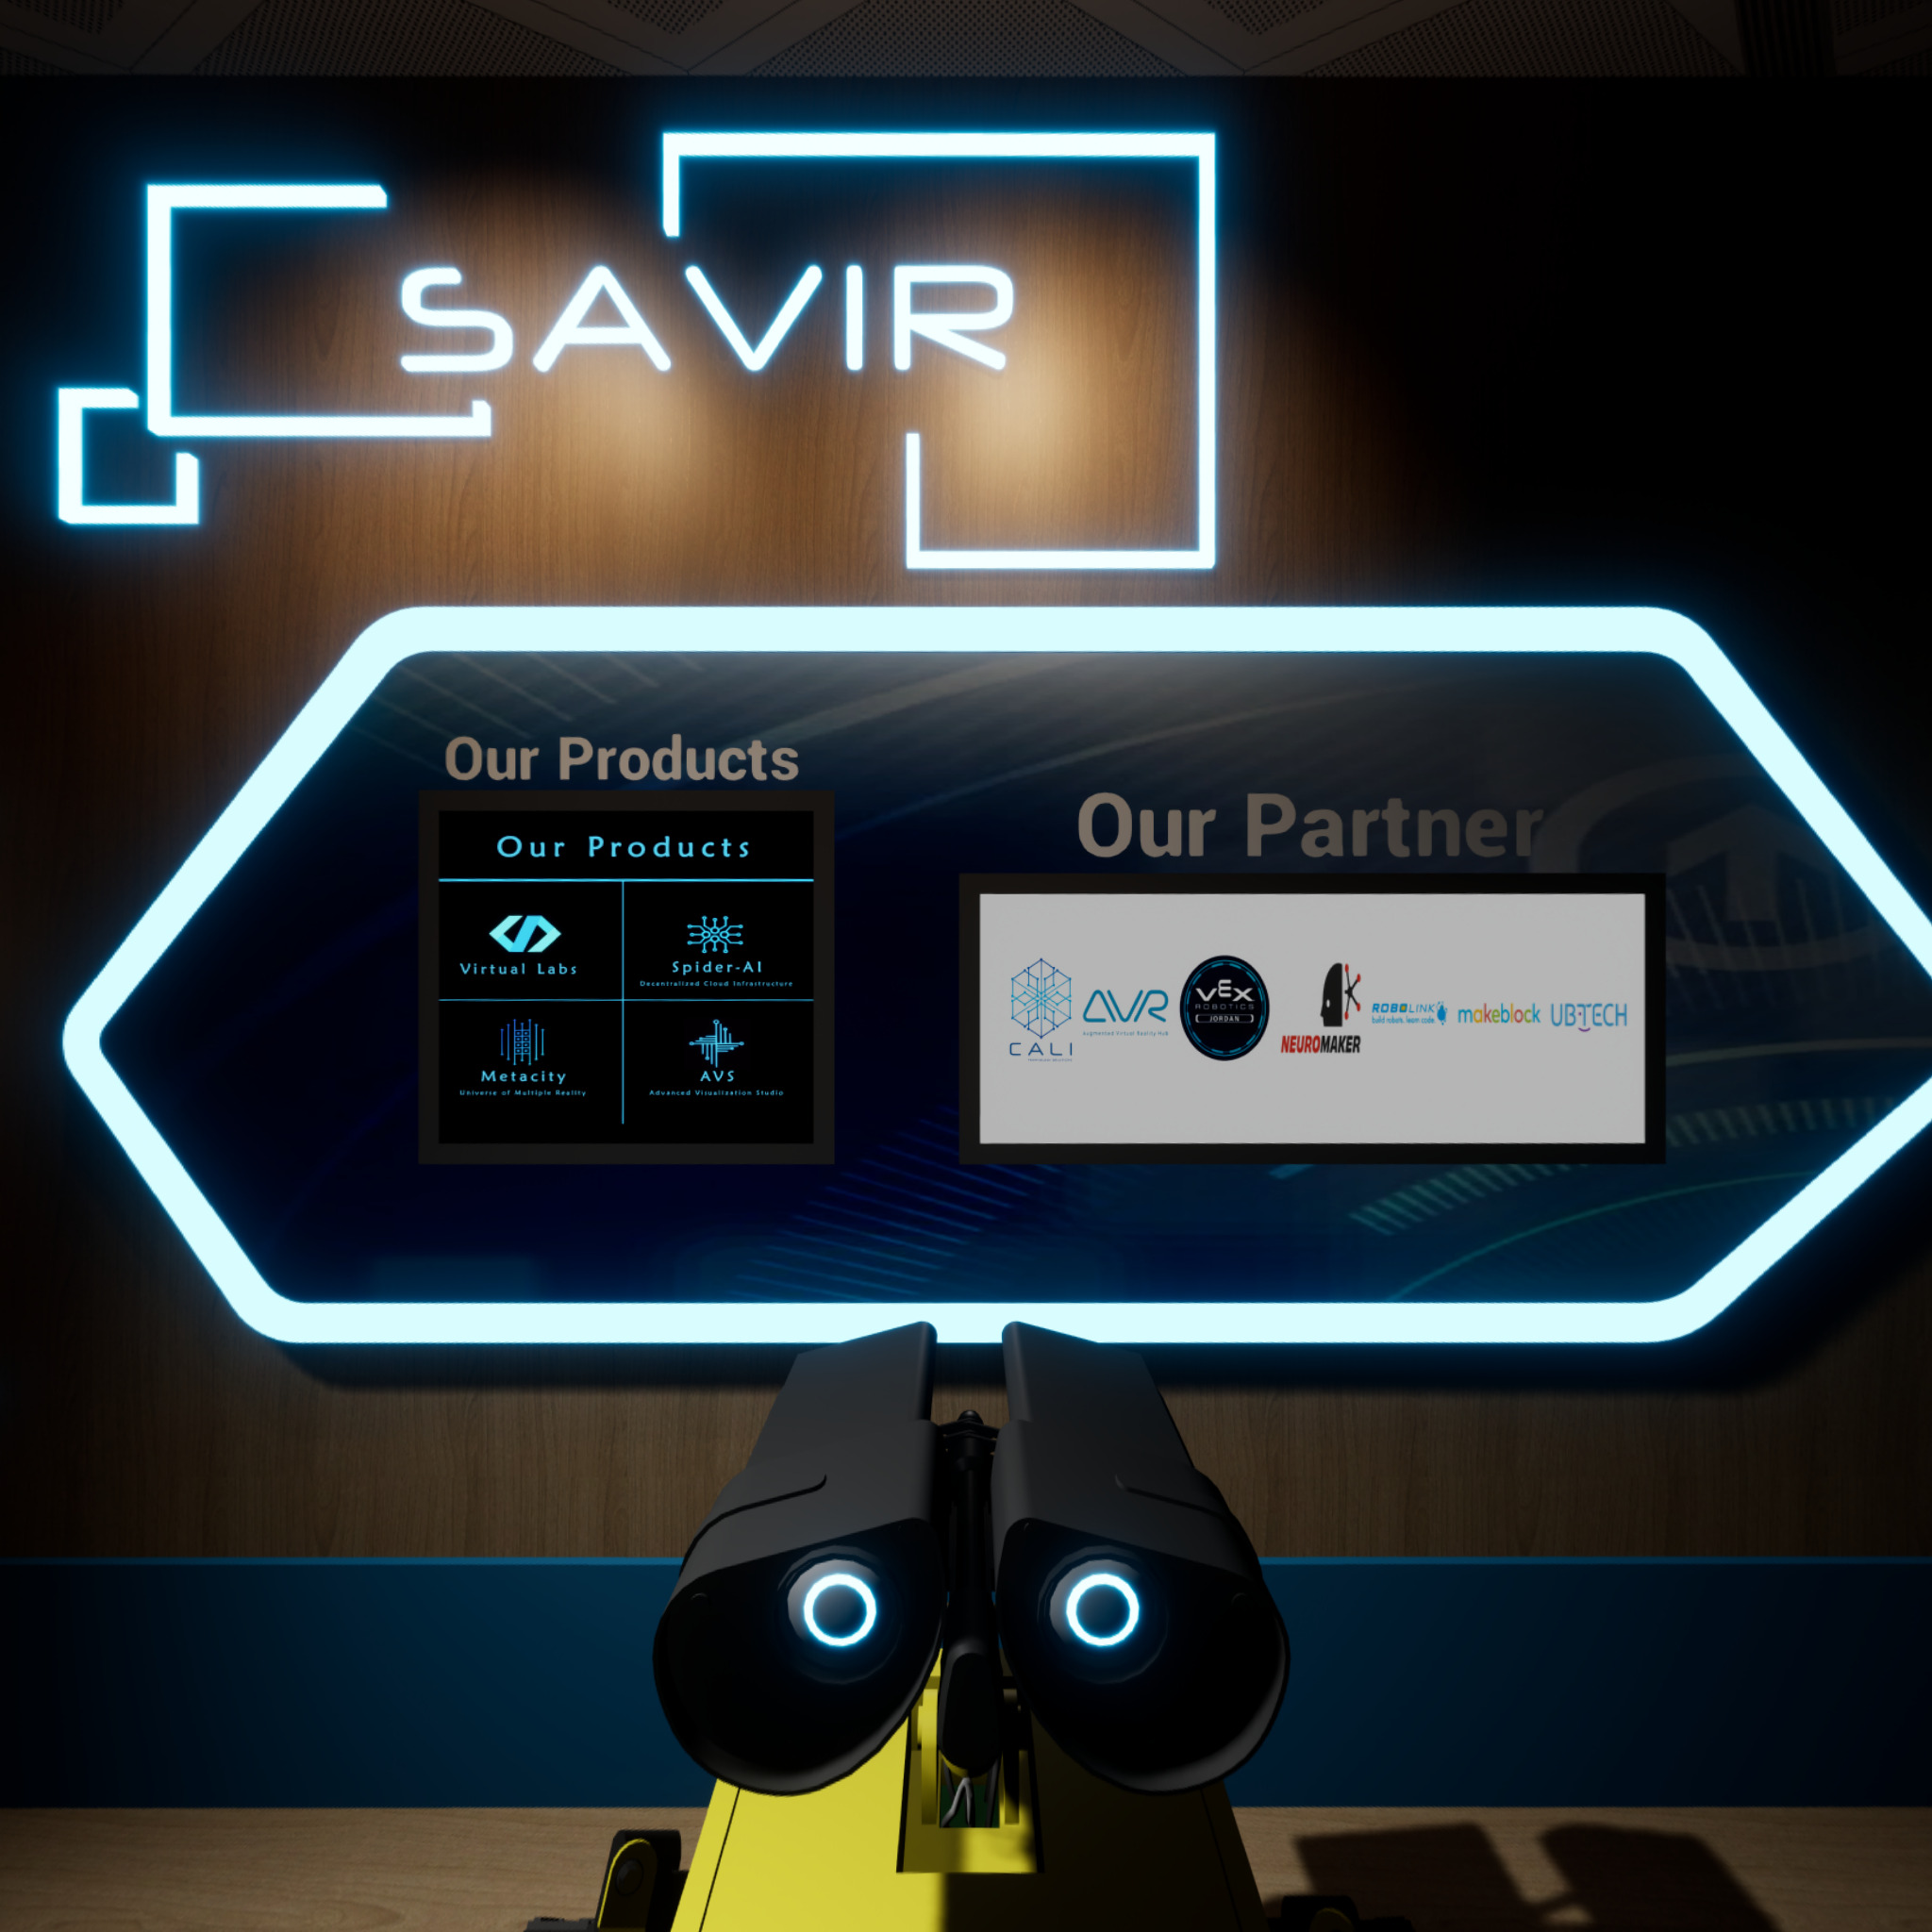 SAVIR
Our Products
Our Products
Virtual Labs
Spider-AI
Decantralized Cloud Infrastructure
Metacity
Universe of Multiple Reality
AVS
Advanced Visualization Studio
Our Partner
CALI
AVR
Augmented Virtual Reality Hub
VEX
ROBOTICS
JORDAN
NEUROMAKER
ROBOLINK
build robots. learn code.
makeblock
UBTECH